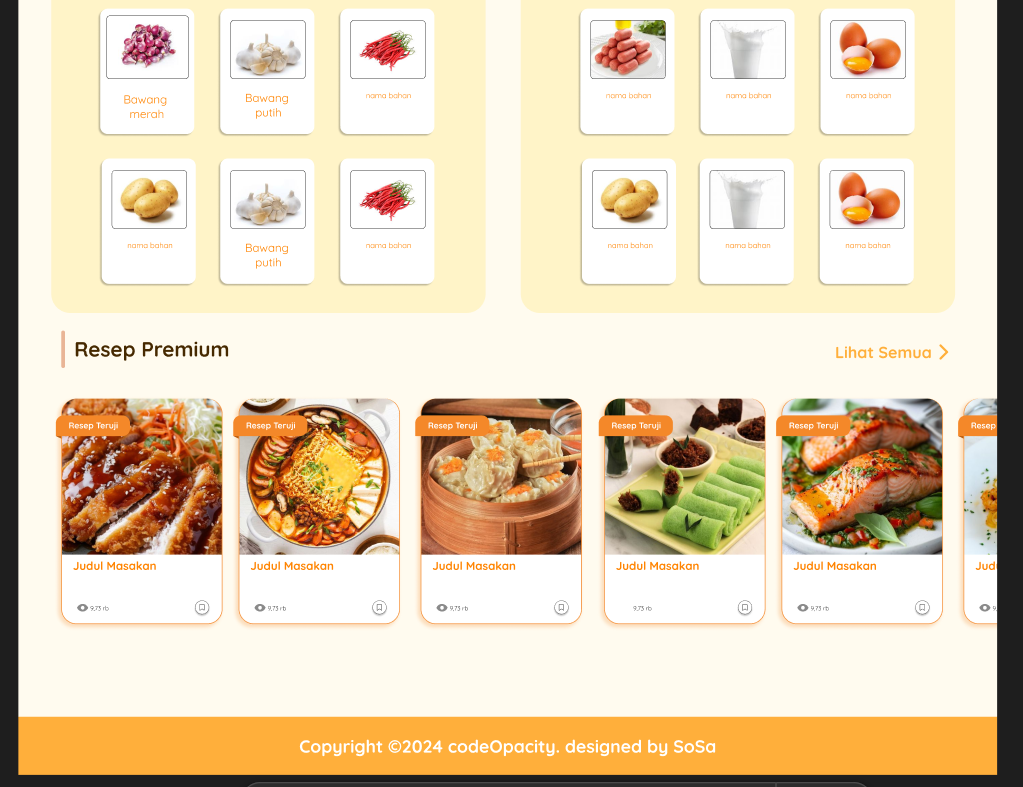 Bawang
merah
Bawang
putih
nama bahan
nama bahan
nama bahan
nama bahan
nama bahan
Bawang
putih
nama bahan
nama bahan
nama bahan
nama bahan
Resep Premium
Lihat Semua
Resep Teruji
Resep Teruji
Resep Teruji
Resep Teruji
Resep Teruji
Resep
Judul Masakan
Judul Masakan
Judul Masakan
Judul Masakan
Judul Masakan
Jud
9,73 rb
9,73 rb
9,73 rb
9,73 rb
9,73 rb
9,
Copyright ©2024 codeOpacity. designed by SoSa